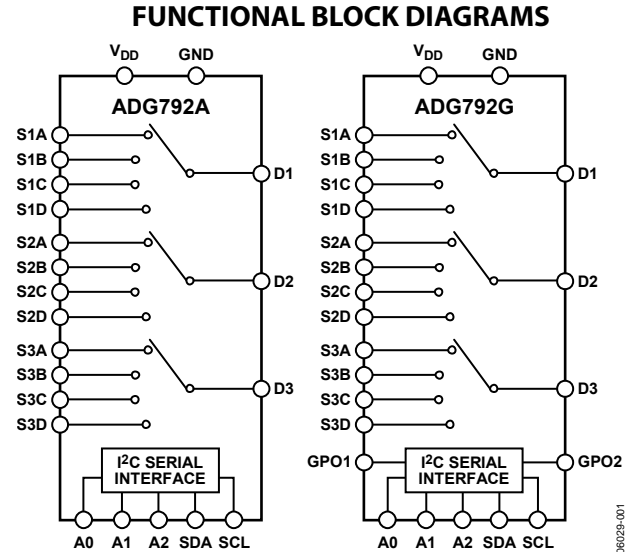 FUNCTIONAL BLOCK DIAGRAMS
VDD GND
ADG792A
S1A
S1B
S1C
S1D
D1
S2A
S2B
S2C
S2D
D2
S3A
S3B
S3C
S3D
D3
I2C SERIAL
INTERFACE
A0 A1 A2 SDA SCL
VDD GND
ADG792G
S1A
S1B
S1C
S1D
D1
S2A
S2B
S2C
S2D
D2
S3A
S3B
S3C
S3D
D3
GPO1
I2C SERIAL
INTERFACE
GPO2
A0 A1 A2 SDA SCL
06029-001